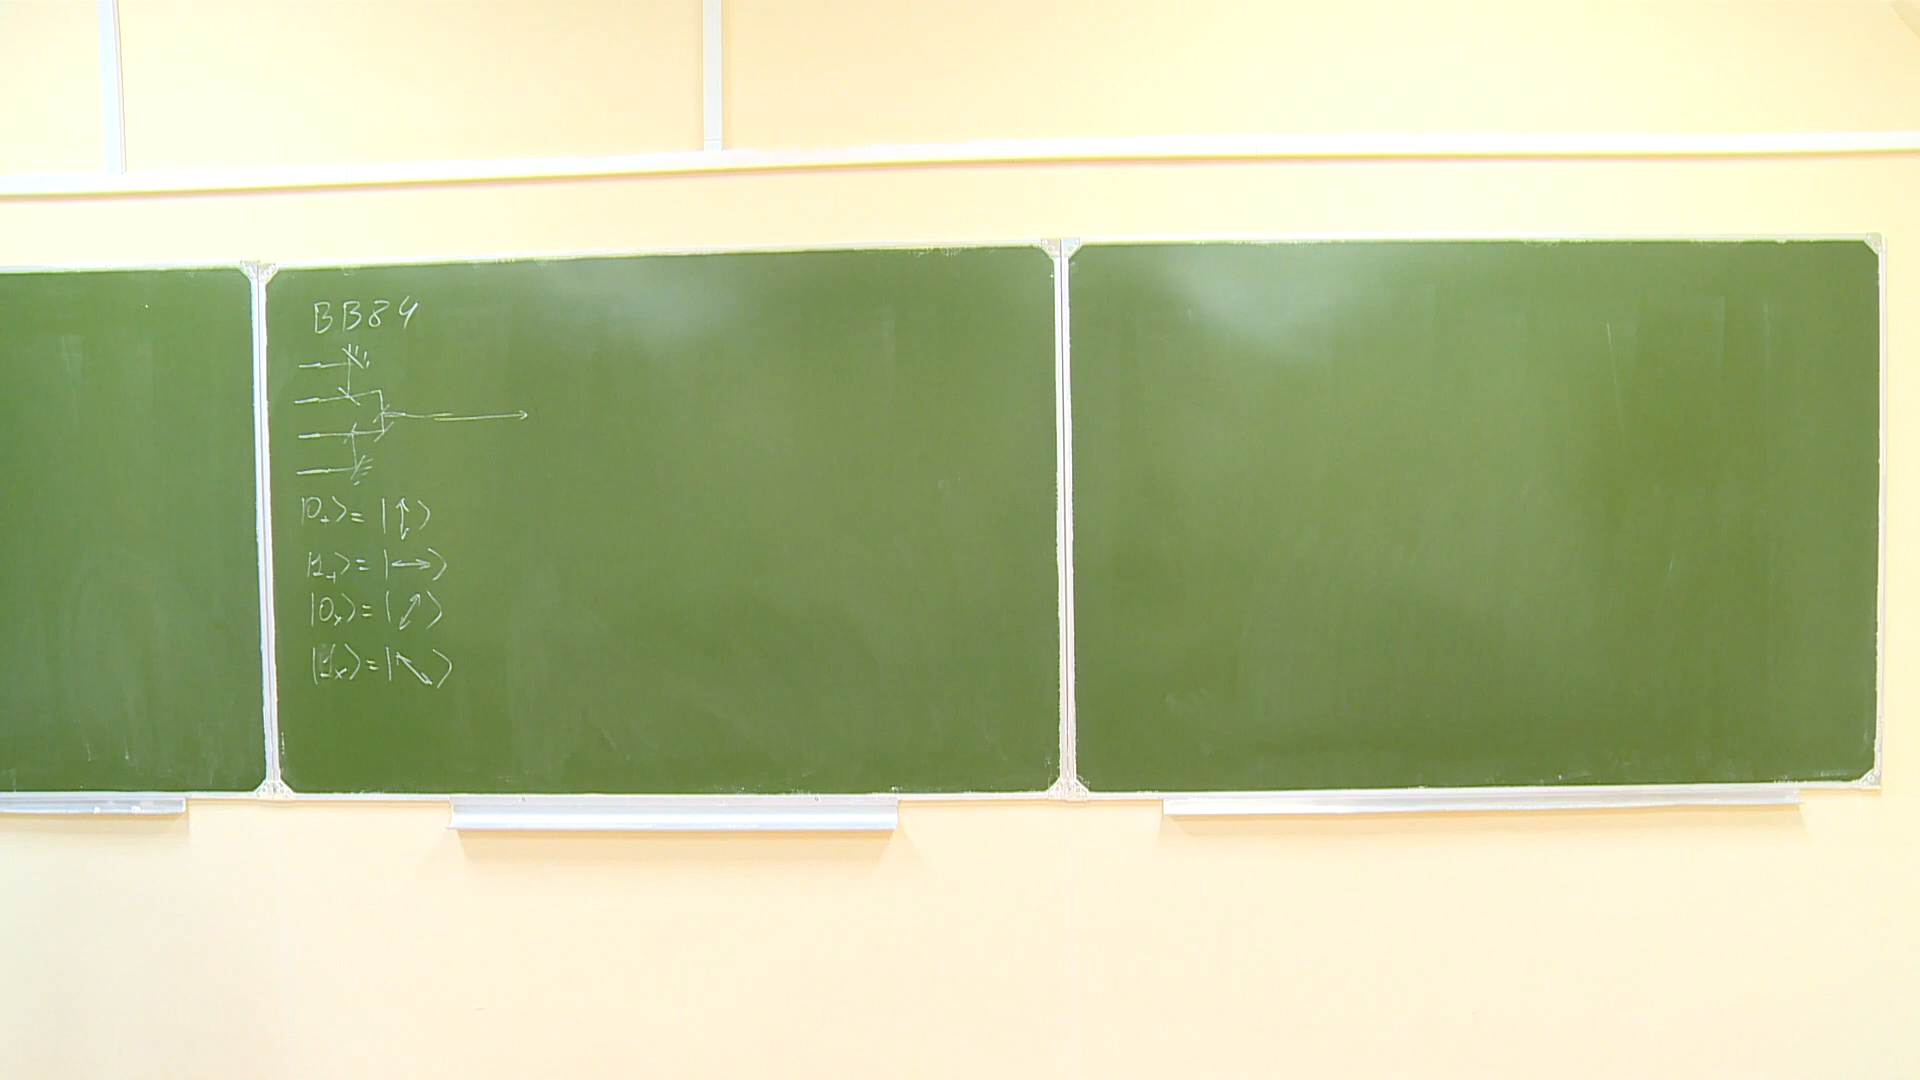 BB84
|0₊⟩ = |↕⟩
|1₊⟩ = |↔⟩
|0ₓ⟩ = |⤢⟩
|1ₓ⟩ = |⤡⟩